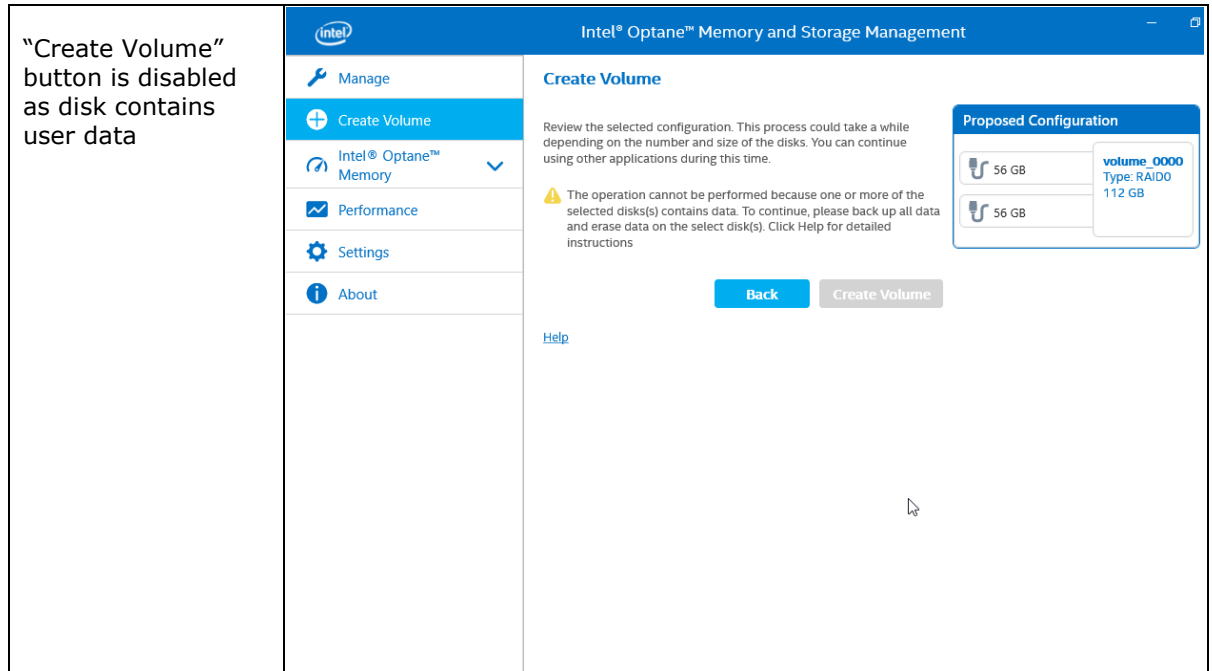 “Create Volume”
button is disabled
as disk contains
user data
intel
Intel® Optane™ Memory and Storage Management
Manage
Create Volume
Intel® Optane™
Memory
Performance
Settings
About
Create Volume
Review the selected configuration. This process could take a while
depending on the number and size of the disks. You can continue
using other applications during this time.
The operation cannot be performed because one or more of the
selected disks(s) contains data. To continue, please back up all data
and erase data on the select disk(s). Click Help for detailed
instructions
Back
Create Volume
Help
Proposed Configuration
56 GB
56 GB
volume_0000
Type: RAID0
112 GB